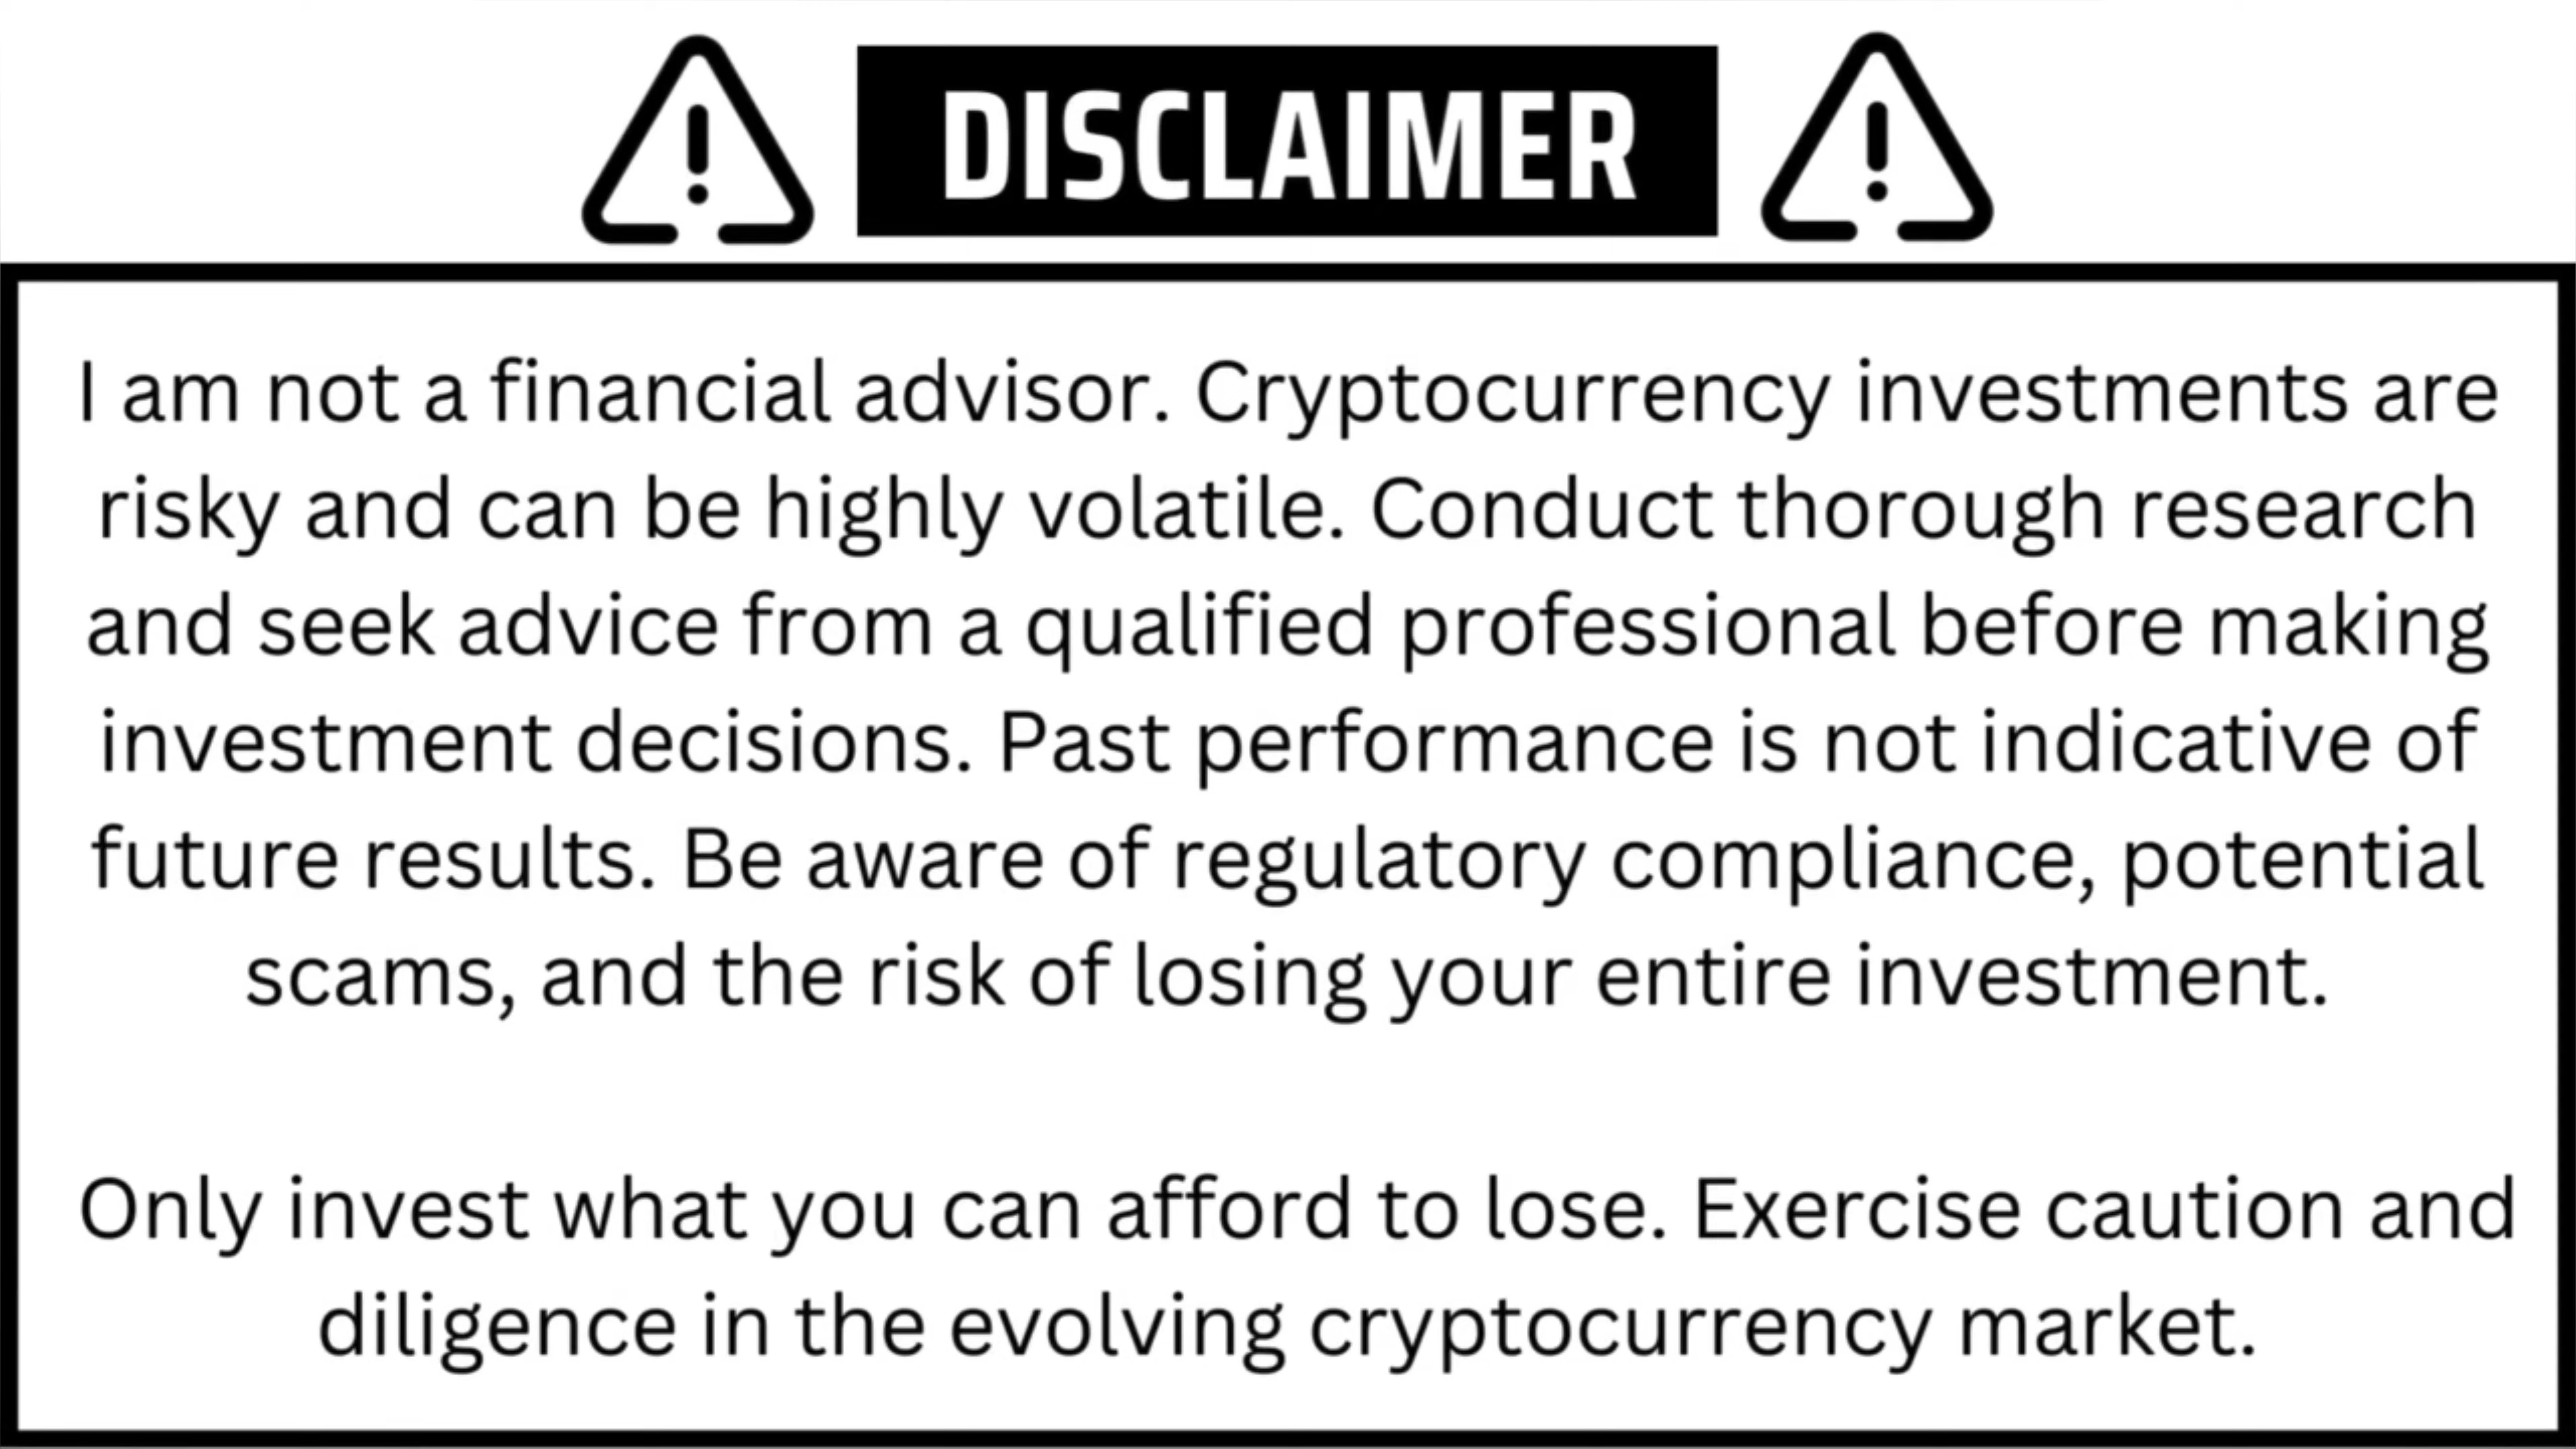 DISCLAIMER
I am not a financial advisor. Cryptocurrency investments are
risky and can be highly volatile. Conduct thorough research
and seek advice from a qualified professional before making
investment decisions. Past performance is not indicative of
future results. Be aware of regulatory compliance, potential
scams, and the risk of losing your entire investment.
Only invest what you can afford to lose. Exercise caution and
diligence in the evolving cryptocurrency market.